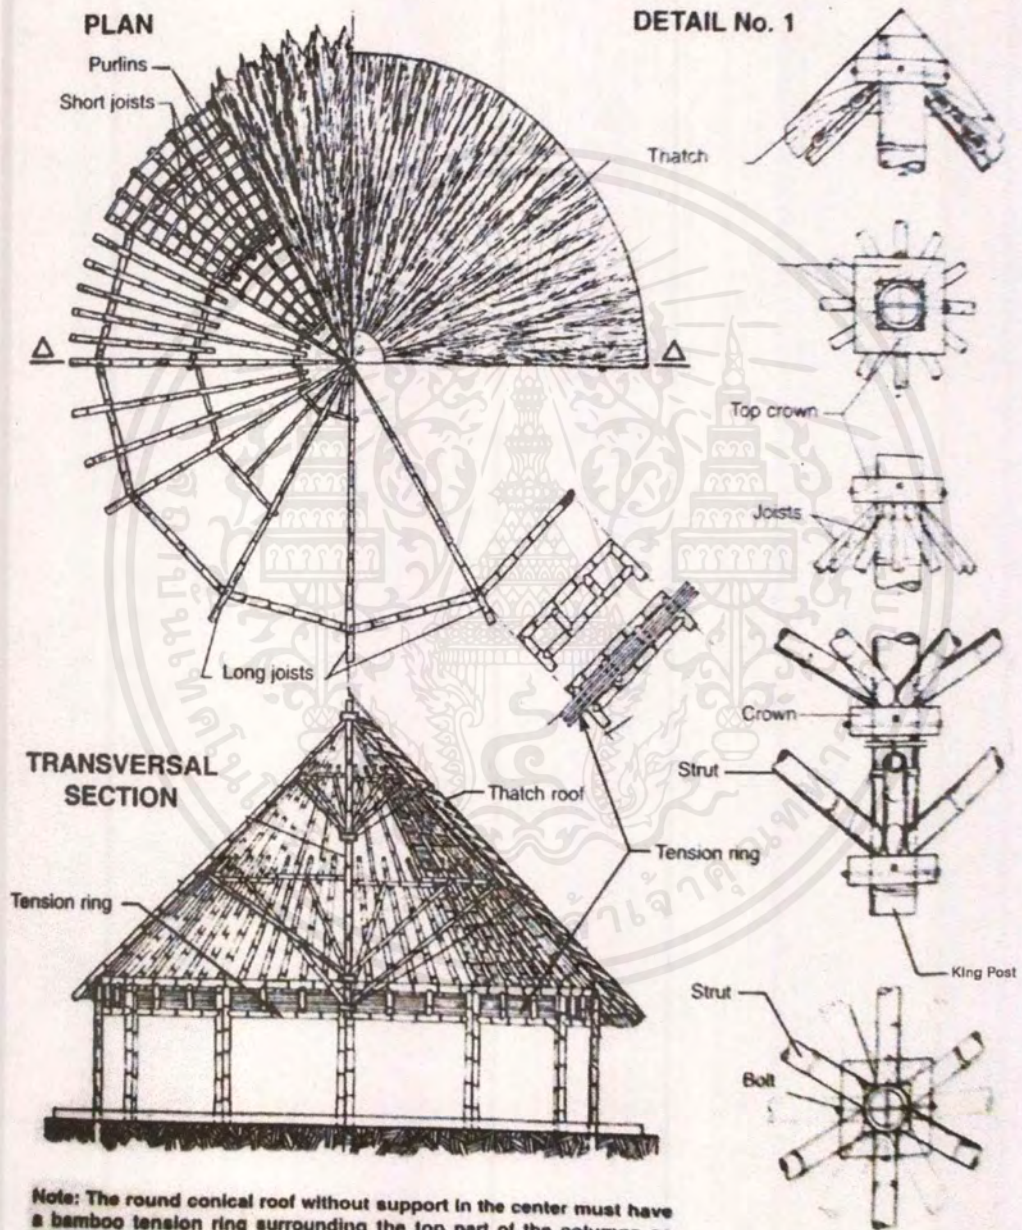 PLAN
DETAIL No. 1
Purlins
Short joists
Thatch
Top crown
Joists
Long joists
Crown
TRANSVERSAL
SECTION
Strut
Thatch roof
Tension ring
Tension ring
King Post
Strut
Bolt
Note: The round conical roof without support in the center must have
a bamboo tension ring surrounding the top part of the columns